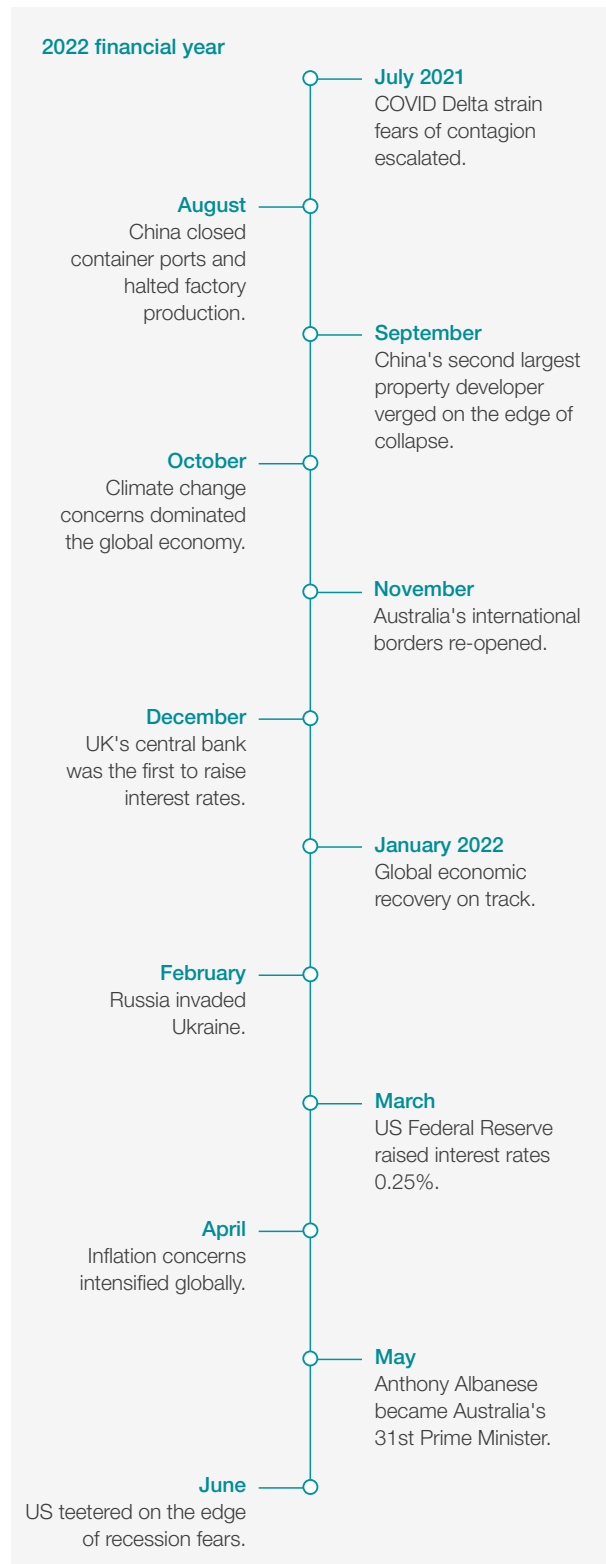 2022 financial year
July 2021
COVID Delta strain
fears of contagion
escalated.
August
China closed
container ports and
halted factory
production.
September
China's second largest
property developer
verged on the edge of
collapse.
October
Climate change
concerns dominated
the global economy.
November
Australia's international
borders re-opened.
December
UK's central bank
was the first to raise
interest rates.
January 2022
Global economic
recovery on track.
February
Russia invaded
Ukraine.
March
US Federal Reserve
raised interest rates
0.25%.
April
Inflation concerns
intensified globally.
May
Anthony Albanese
became Australia's
31st Prime Minister.
June
US teetered on the edge
of recession fears.